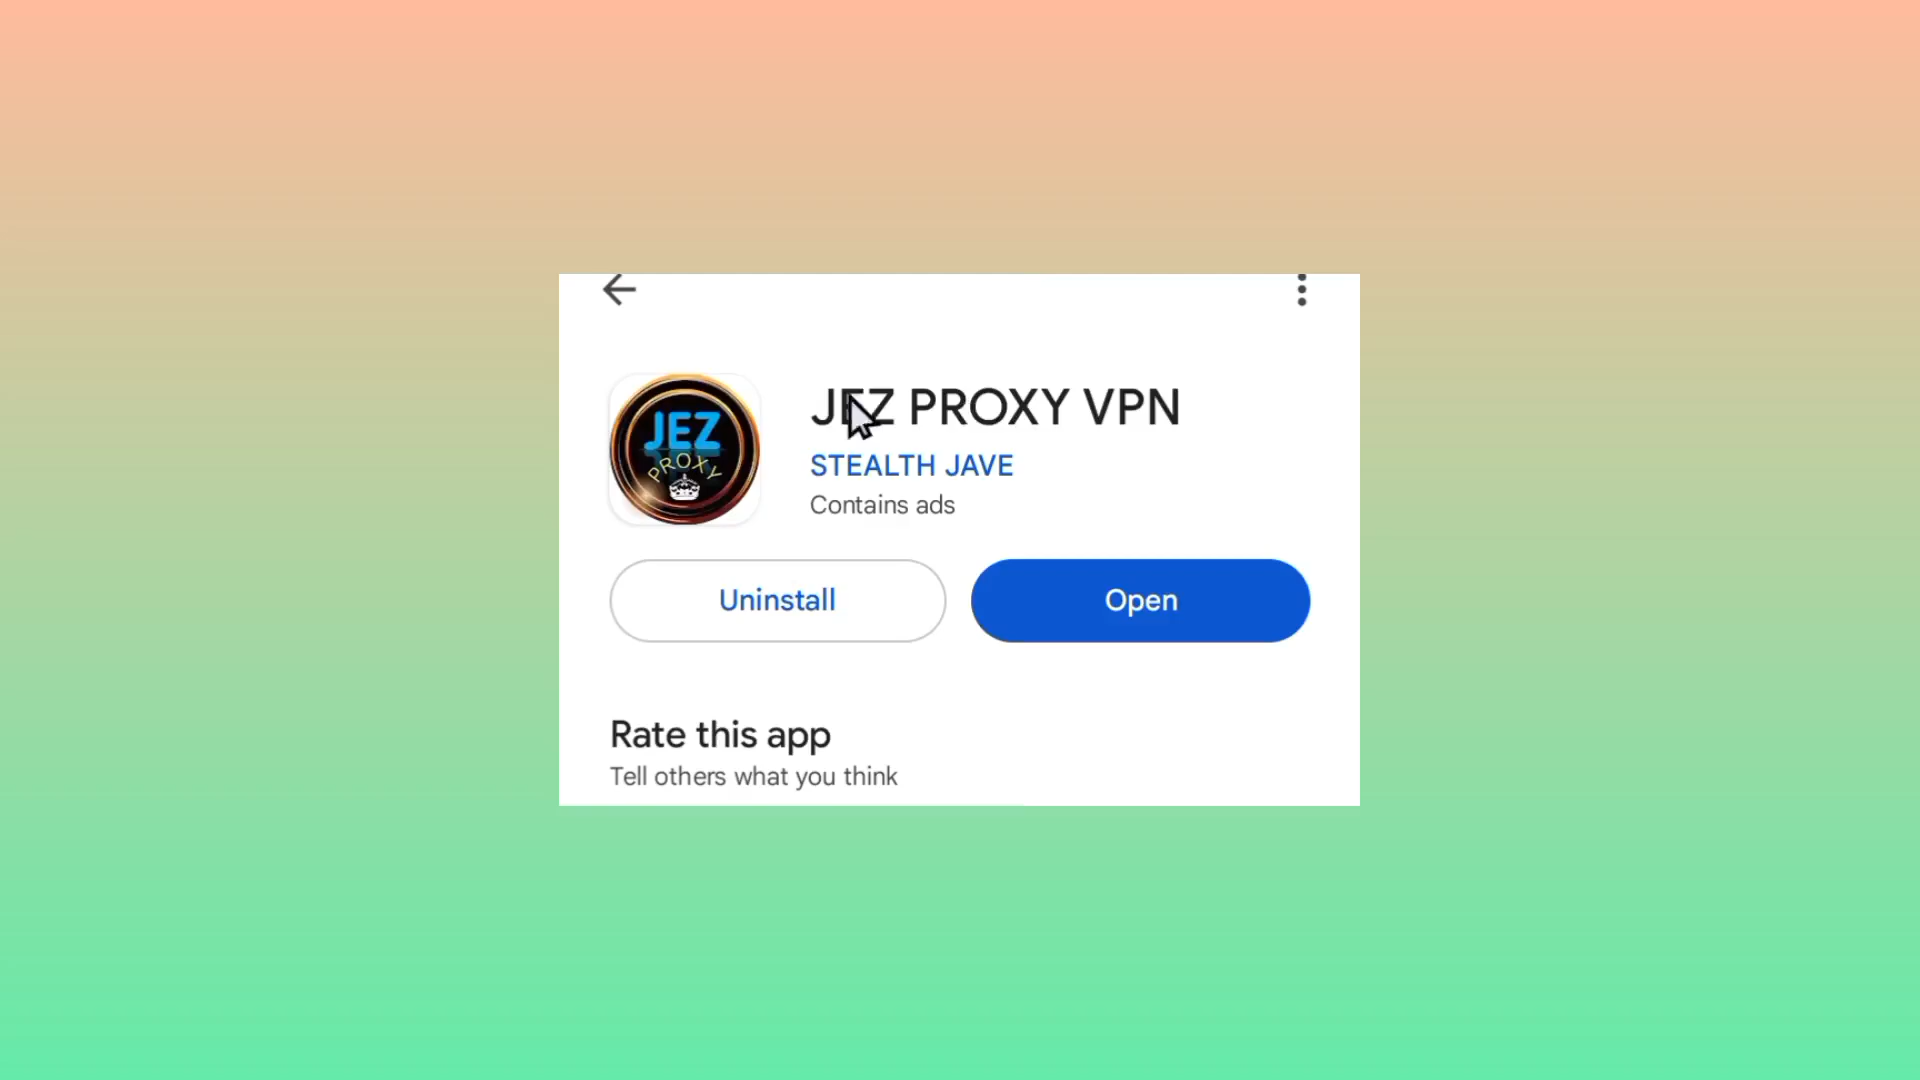 JEZ PROXY VPN
JEZ
PROXY
STEALTH JAVE
Contains ads
Uninstall
Open
Rate this app
Tell others what you think